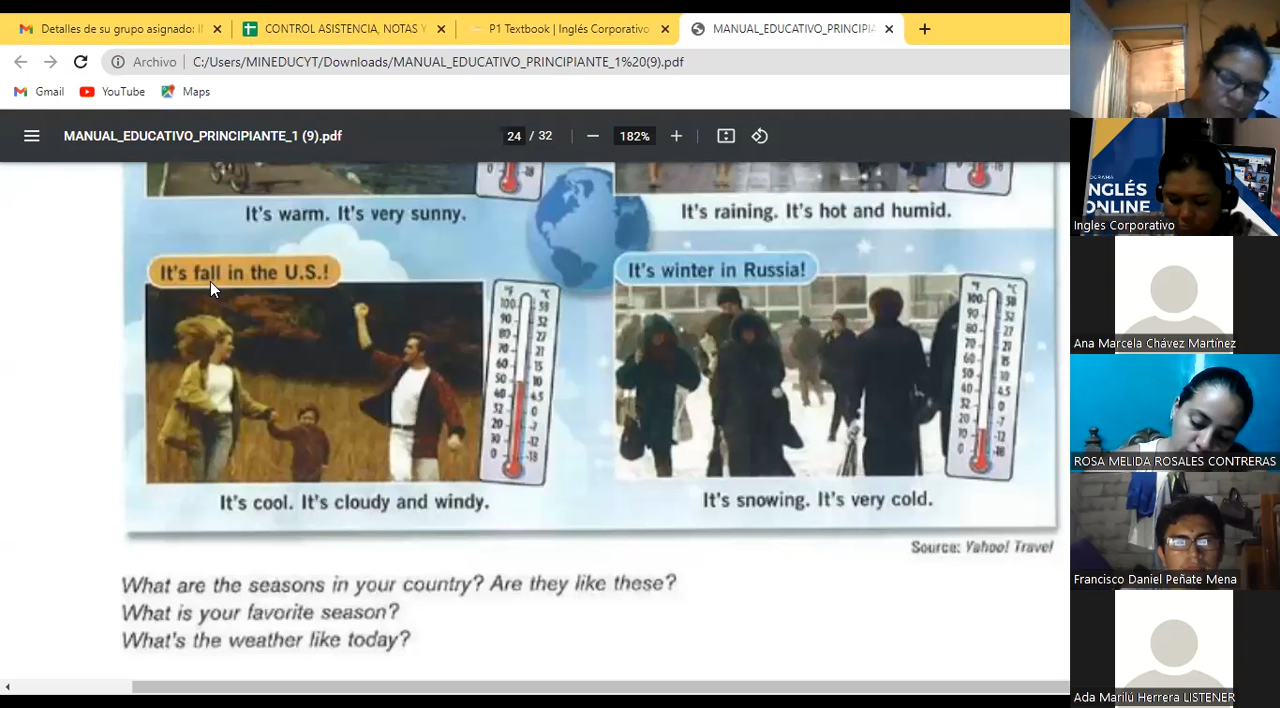 Detalles de su grupo asignado: I
CONTROL ASISTENCIA, NOTAS Y
P1 Textbook | Inglés Corporativo
MANUAL_EDUCATIVO_PRINCIPIA
Archivo
C:/Users/MINEDUCYT/Downloads/MANUAL_EDUCATIVO_PRINCIPIANTE_1%20(9).pdf
Gmail
YouTube
Maps
MANUAL_EDUCATIVO_PRINCIPIANTE_1 (9).pdf
24 / 32
182%
It's warm. It's very sunny.
It's raining. It's hot and humid.
It's fall in the U.S.!
It's winter in Russia!
It's cool. It's cloudy and windy.
It's snowing. It's very cold.
Source: Yahoo! Travel
What are the seasons in your country? Are they like these?
What is your favorite season?
What's the weather like today?
INGLÉS
ONLINE
Ingles Corporativo
Ana Marcela Chávez Martínez
ROSA MELIDA ROSALES CONTRERAS
Francisco Daniel Peñate Mena
Ada Marilú Herrera LISTENER